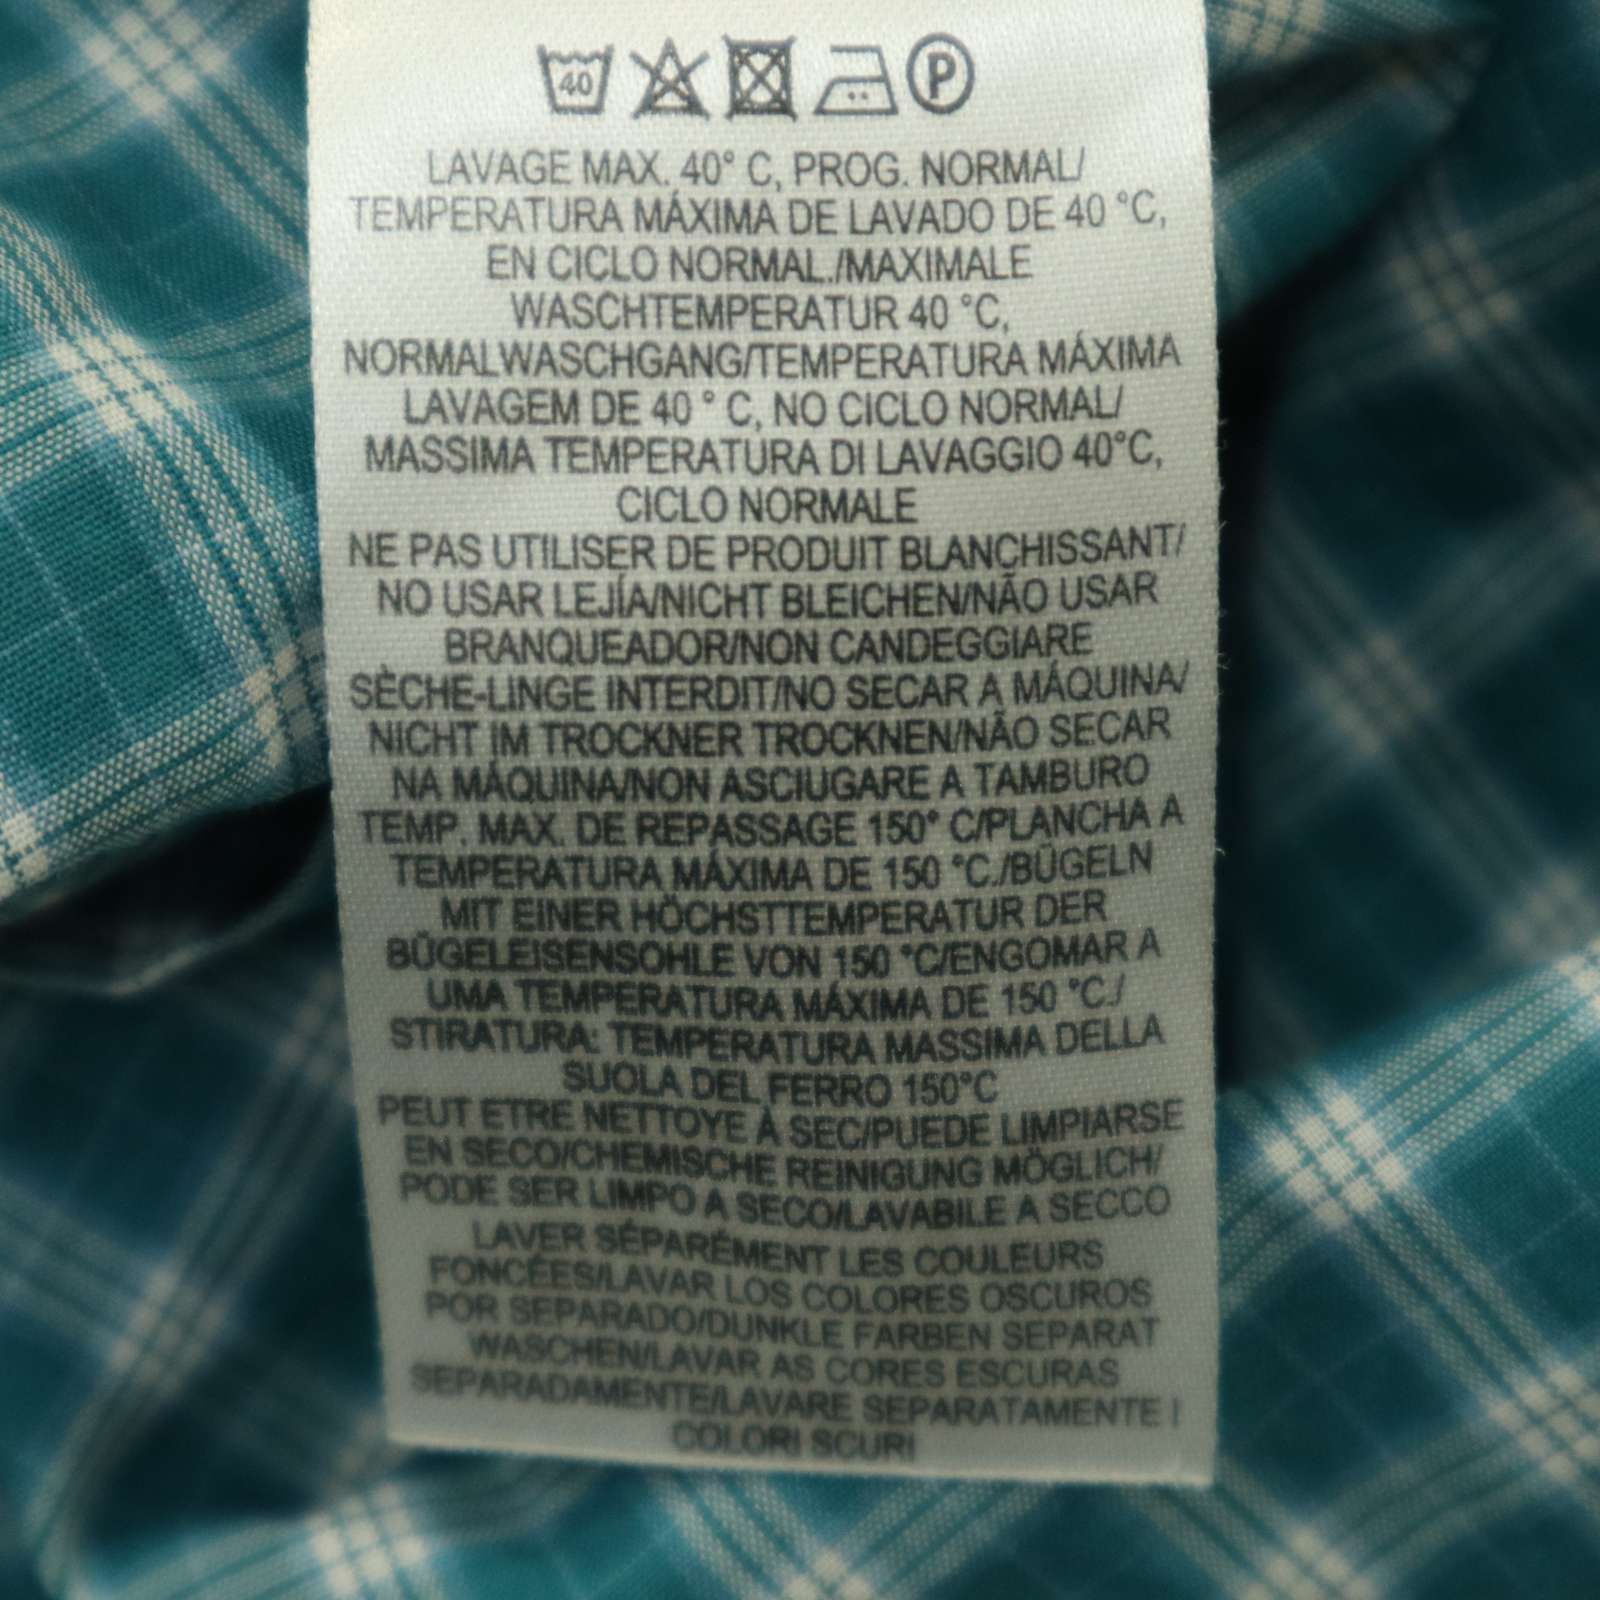 40 P
LAVAGE MAX. 40° C, PROG. NORMAL/
TEMPERATURA MÁXIMA DE LAVADO DE 40 °C,
EN CICLO NORMAL./MAXIMALE
WASCHTEMPERATUR 40 °C,
NORMALWASCHGANG/TEMPERATURA MÁXIMA
LAVAGEM DE 40 ° C, NO CICLO NORMAL/
MASSIMA TEMPERATURA DI LAVAGGIO 40°C,
CICLO NORMALE
NE PAS UTILISER DE PRODUIT BLANCHISSANT/
NO USAR LEJÍA/NICHT BLEICHEN/NÃO USAR
BRANQUEADOR/NON CANDEGGIARE
SÈCHE-LINGE INTERDIT/NO SECAR A MÁQUINA/
NICHT IM TROCKNER TROCKNEN/NÃO SECAR
NA MÁQUINA/NON ASCIUGARE A TAMBURO
TEMP. MAX. DE REPASSAGE 150° C/PLANCHA A
TEMPERATURA MÁXIMA DE 150 °C./BÜGELN
MIT EINER HÖCHSTTEMPERATUR DER
BÜGELEISENSOHLE VON 150 °C/ENGOMAR A
UMA TEMPERATURA MÁXIMA DE 150 °C./
STIRATURA: TEMPERATURA MASSIMA DELLA
SUOLA DEL FERRO 150°C
PEUT ETRE NETTOYE À SEC/PUEDE LIMPIARSE
EN SECO/CHEMISCHE REINIGUNG MÖGLICH/
PODE SER LIMPO A SECO/LAVABILE A SECCO
LAVER SÉPARÉMENT LES COULEURS
FONCÉES/LAVAR LOS COLORES OSCUROS
POR SEPARADO/DUNKLE FARBEN SEPARAT
WASCHEN/LAVAR AS CORES ESCURAS
SEPARADAMENTE/LAVARE SEPARATAMENTE I
COLORI SCURI